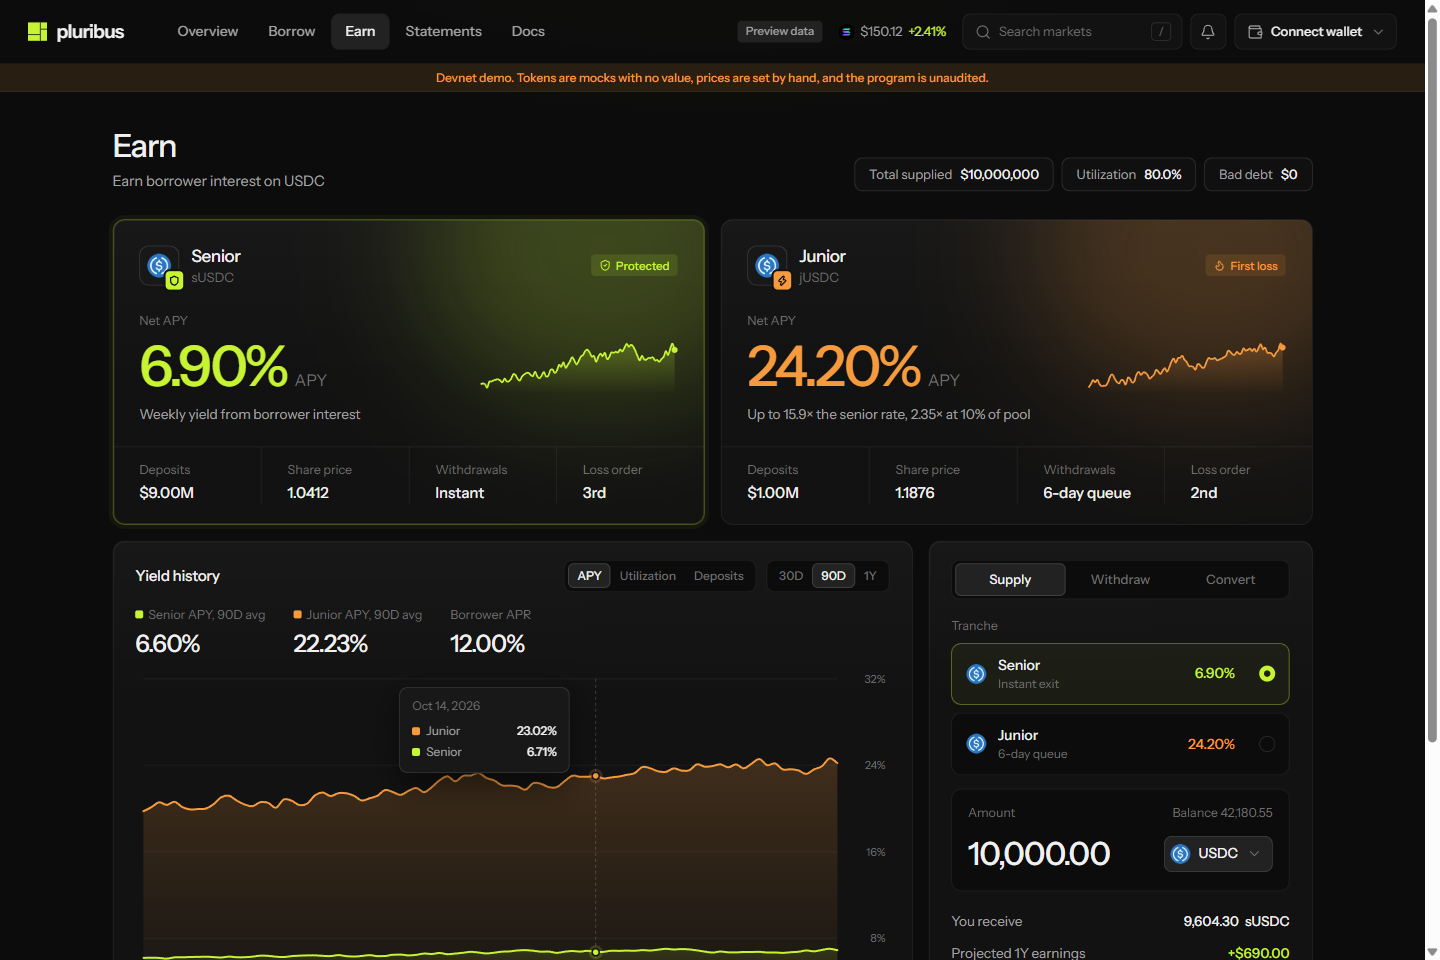 pluribus
Overview Borrow Earn Statements Docs
Preview data $150.12 +2.41% Search markets / Connect wallet
Devnet demo. Tokens are mocks with no value, prices are set by hand, and the program is unaudited.
Earn
Earn borrower interest on USDC
Total supplied $10,000,000 Utilization 80.0% Bad debt $0
Senior
sUSDC
Protected
Net APY
6.90% APY
Weekly yield from borrower interest
Deposits Share price Withdrawals Loss order
$9.00M 1.0412 Instant 3rd
Junior
jUSDC
First loss
Net APY
24.20% APY
Up to 15.9× the senior rate, 2.35× at 10% of pool
Deposits Share price Withdrawals Loss order
$1.00M 1.1876 6-day queue 2nd
Yield history
APY Utilization Deposits 30D 90D 1Y
Senior APY, 90D avg Junior APY, 90D avg Borrower APR
6.60% 22.23% 12.00%
32%
Oct 14, 2026
Junior 23.02%
Senior 6.71%
24%
16%
8%
Supply Withdraw Convert
Tranche
Senior
Instant exit
6.90%
Junior
6-day queue
24.20%
Amount Balance 42,180.55
10,000.00 USDC
You receive 9,604.30 sUSDC
Projected 1Y earnings +$690.00